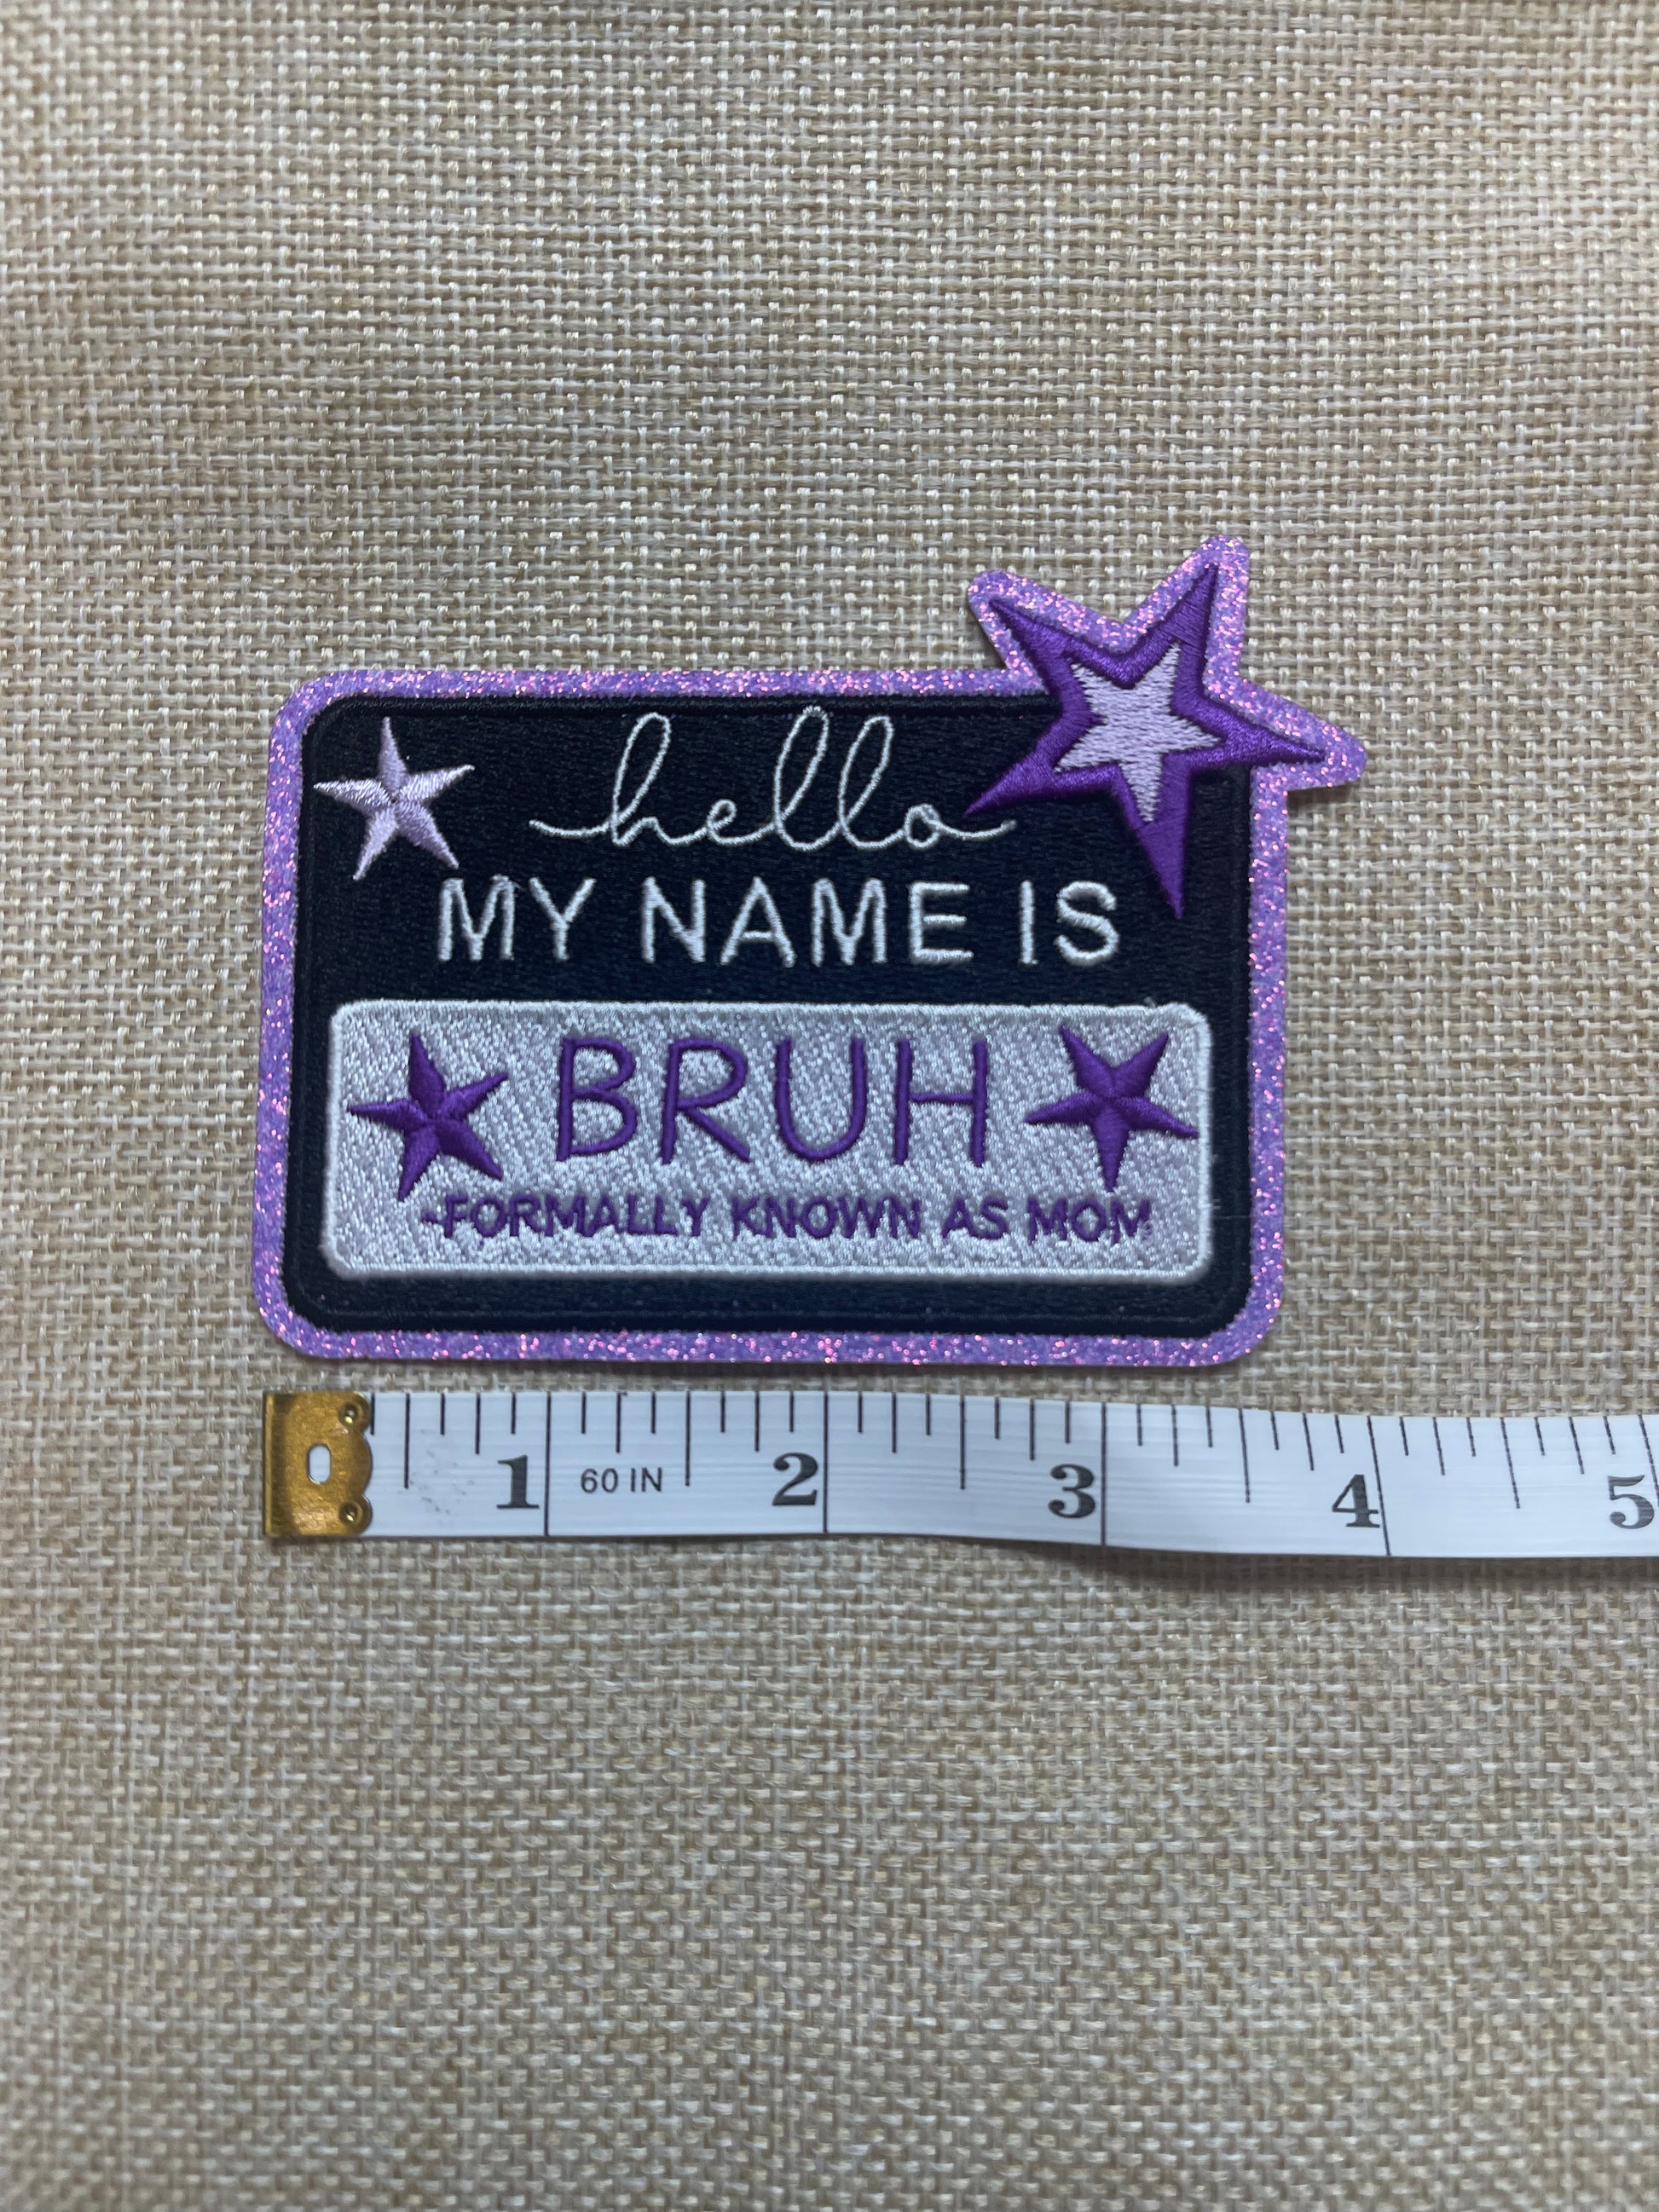 hello
MY NAME IS
BRUH
-FORMALLY KNOWN AS MOM
1 60 IN 2 3 4 5